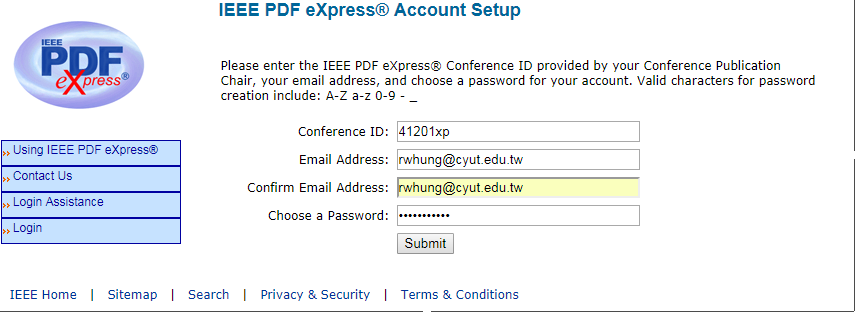 IEEE PDF eXpress® Account Setup
IEEE
PDF
eXpress®
Please enter the IEEE PDF eXpress® Conference ID provided by your Conference Publication
Chair, your email address, and choose a password for your account. Valid characters for password
creation include: A-Z a-z 0-9 - _
Conference ID: 41201xp
Email Address: rwhung@cyut.edu.tw
Confirm Email Address: rwhung@cyut.edu.tw
Choose a Password: •••••••••••
Submit
Using IEEE PDF eXpress®
Contact Us
Login Assistance
Login
IEEE Home | Sitemap | Search | Privacy & Security | Terms & Conditions